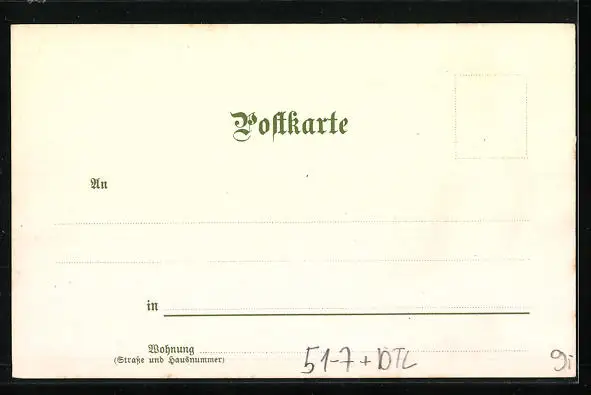 Postkarte
An
in
Wohnung
(Straße und Hausnummer)
51-7+DTL
9,-